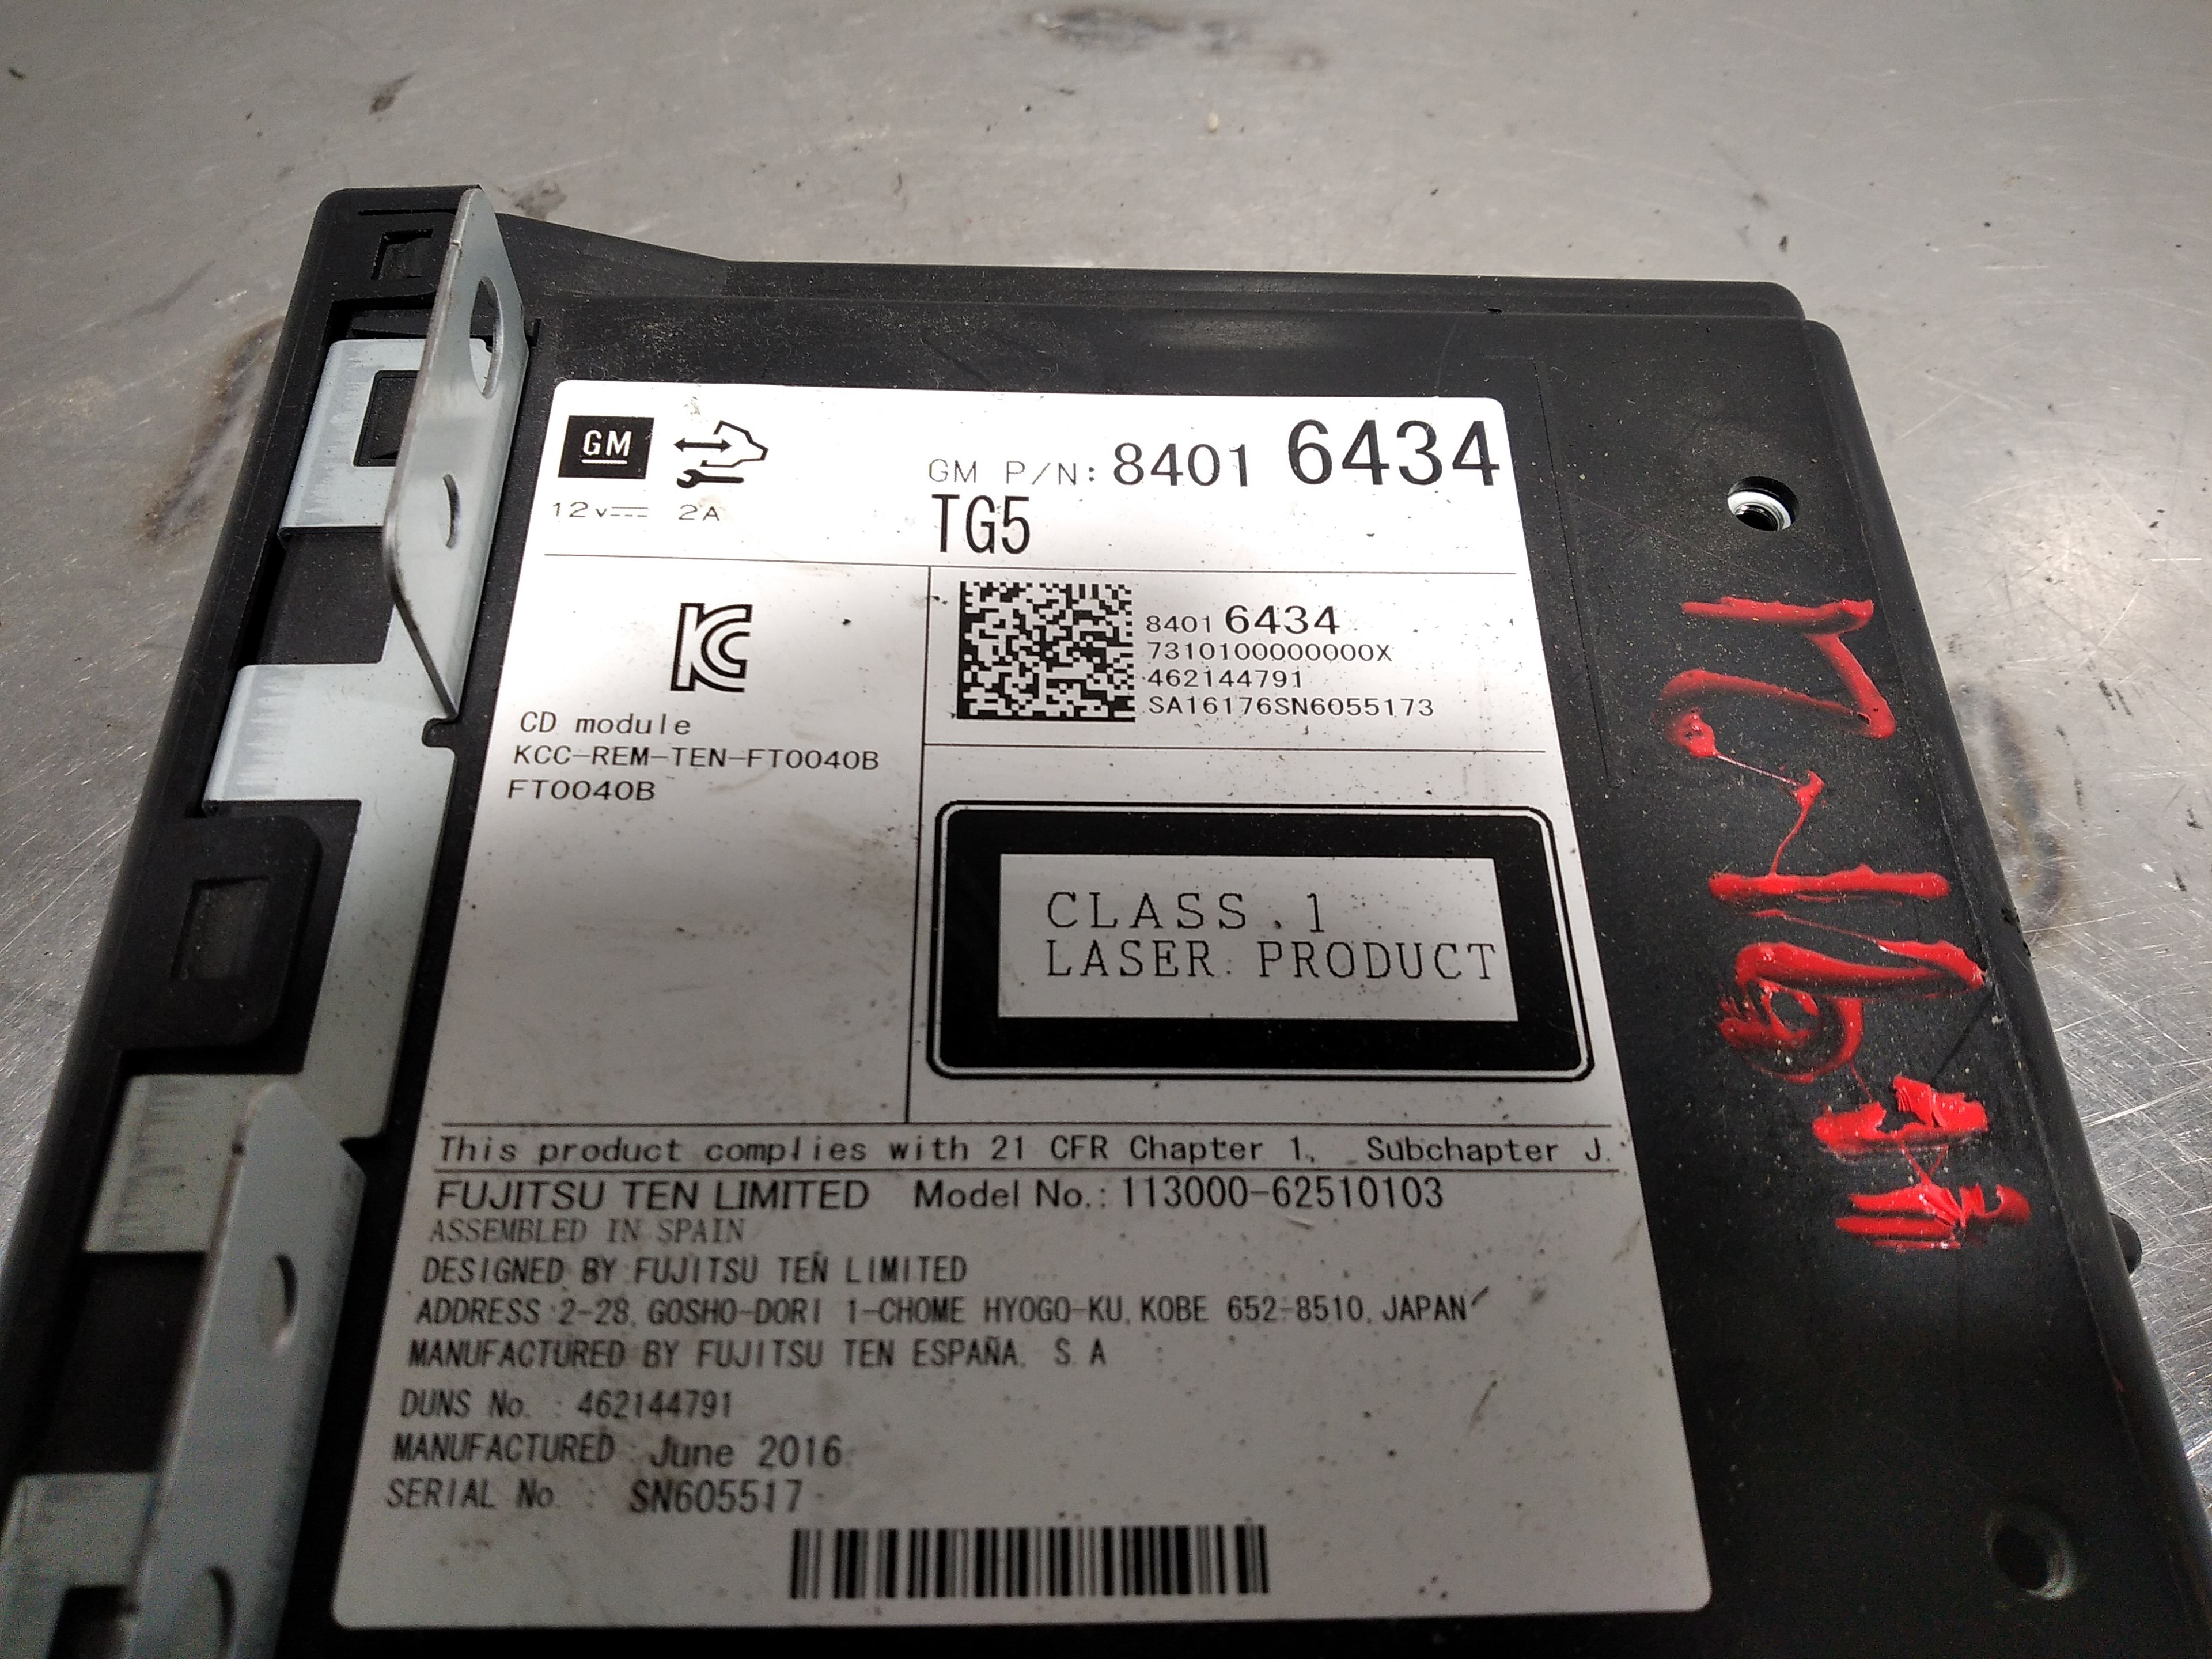 GM
GM P/N: 8401 6434
12v 2A
TG5
KC
CD module
KCC-REM-TEN-FT0040B
FT0040B
8401 6434
7310100000000X
462144791
SA16176SN6055173
CLASS 1
LASER PRODUCT
This product complies with 21 CFR Chapter 1, Subchapter J.
FUJITSU TEN LIMITED Model No.: 113000-62510103
ASSEMBLED IN SPAIN
DESIGNED BY FUJITSU TEN LIMITED
ADDRESS:2-28, GOSHO-DORI 1-CHOME HYOGO-KU, KOBE 652-8510, JAPAN
MANUFACTURED BY FUJITSU TEN ESPAÑA, S.A
DUNS No. : 462144791
MANUFACTURED: June 2016
SERIAL No. : SN605517